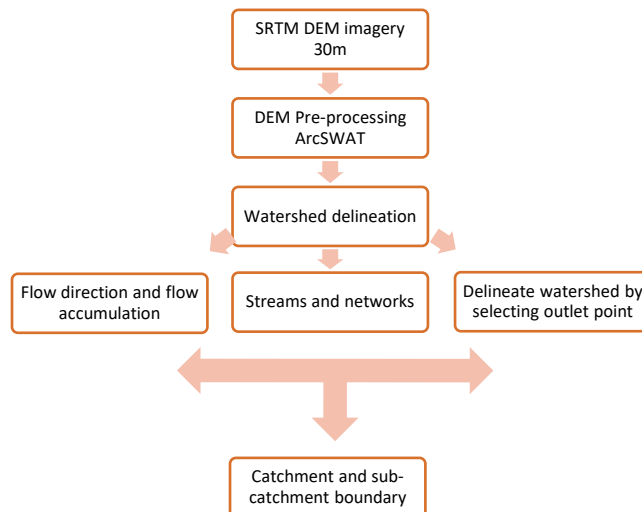 SRTM DEM imagery
30m
DEM Pre-processing
ArcSWAT
Watershed delineation
Flow direction and flow
accumulation
Streams and networks
Delineate watershed by
selecting outlet point
Catchment and sub-
catchment boundary